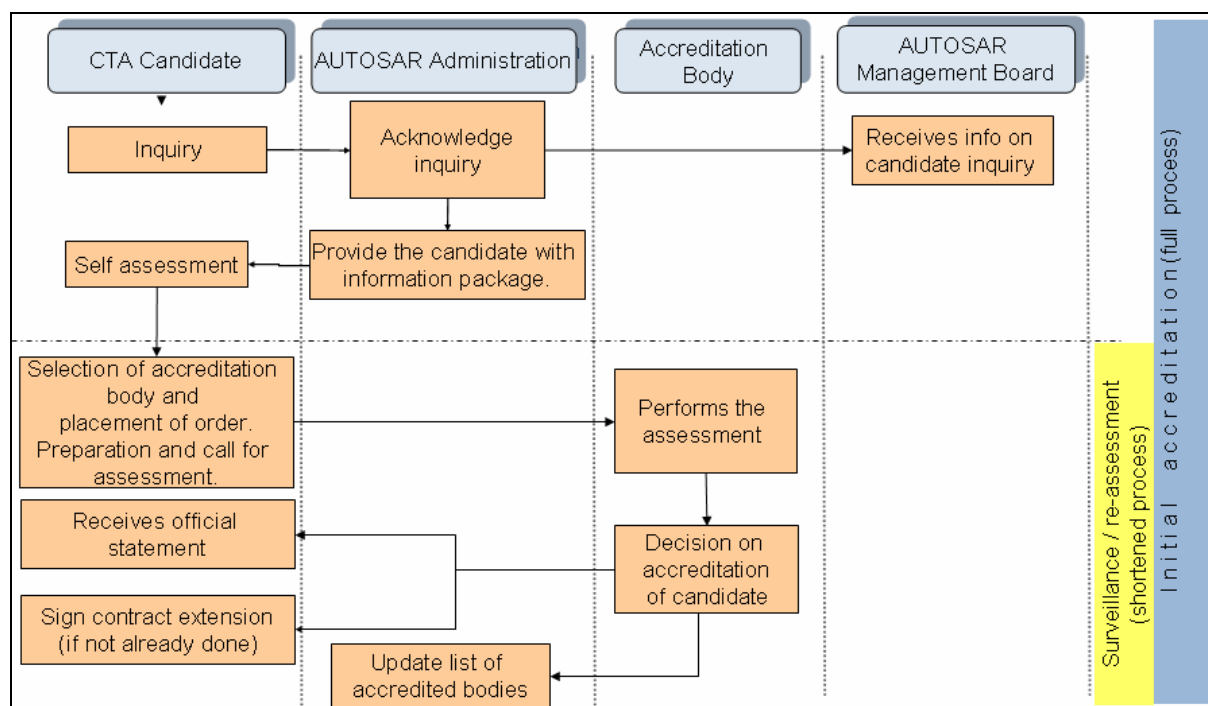 CTA Candidate
AUTOSAR Administration
Accreditation
Body
AUTOSAR
Management Board
Inquiry
Acknowledge
inquiry
Receives info on
candidate inquiry
Self assessment
Provide the candidate with
information package.
Selection of accreditation
body and
placement of order.
Preparation and call for
assessment.
Performs the
assessment
Receives official
statement
Decision on
accreditation
of candidate
Sign contract extension
(if not already done)
Update list of
accredited bodies
Surveillance / re-assessment
(shortened process)
Initial accreditation(full process)